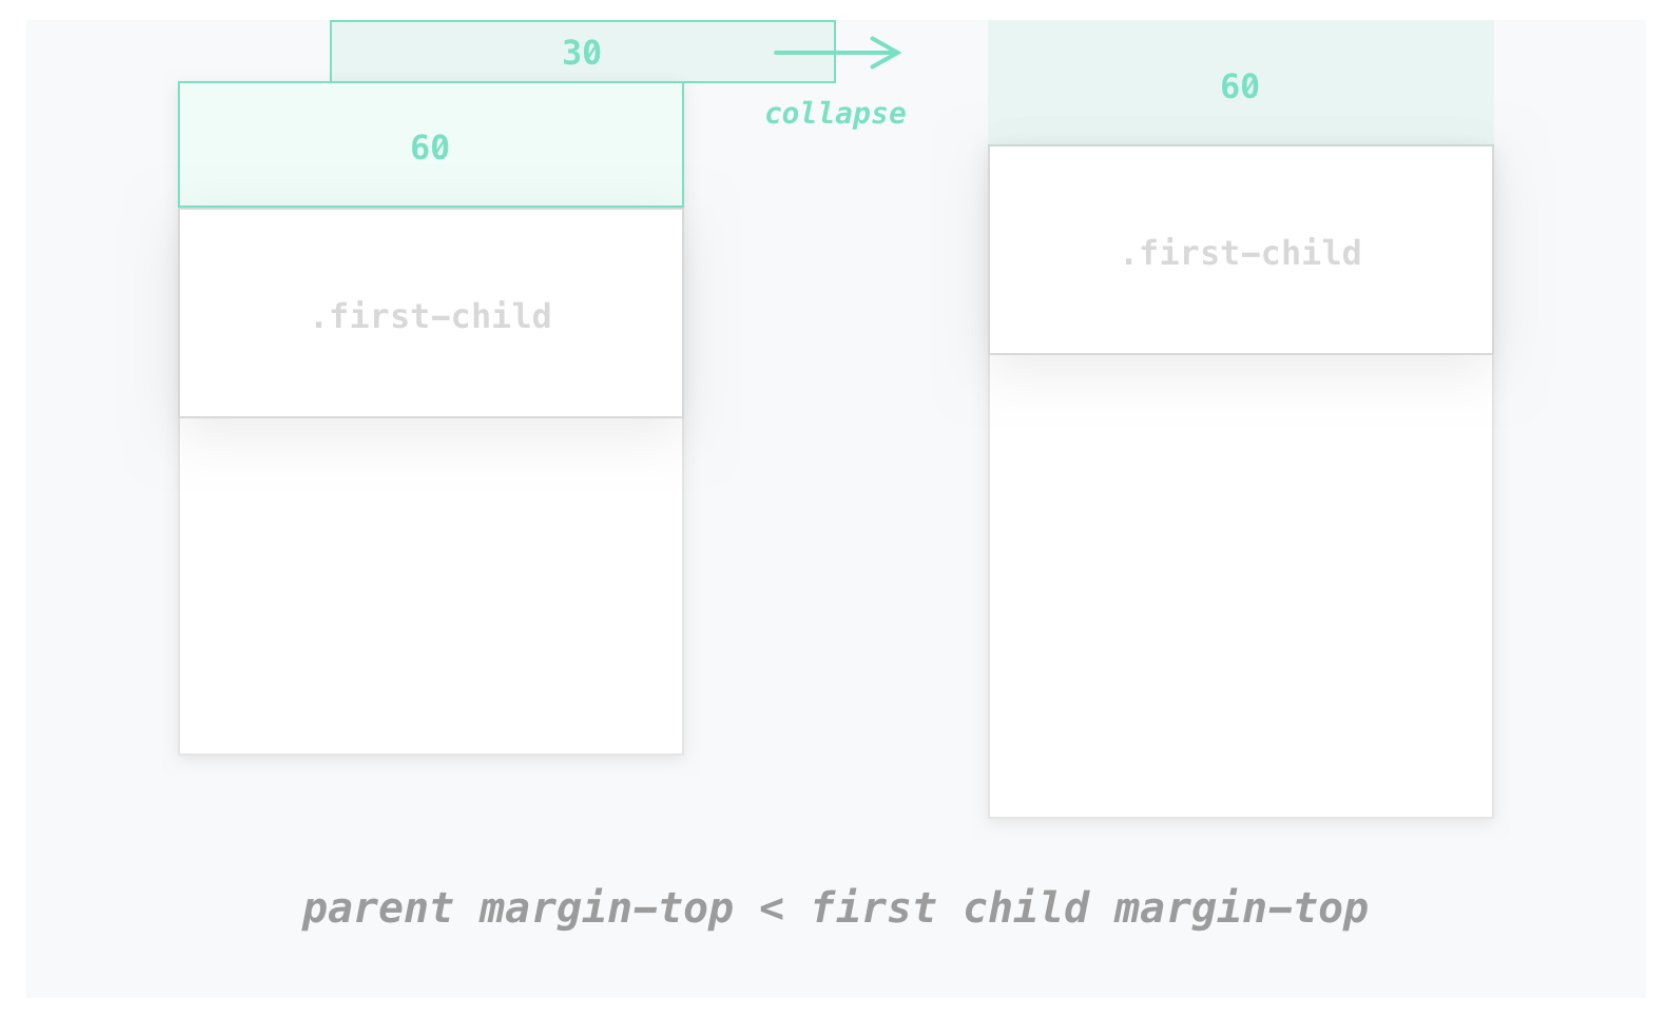 30
60
collapse
60
.first-child
.first-child
parent margin-top < first child margin-top